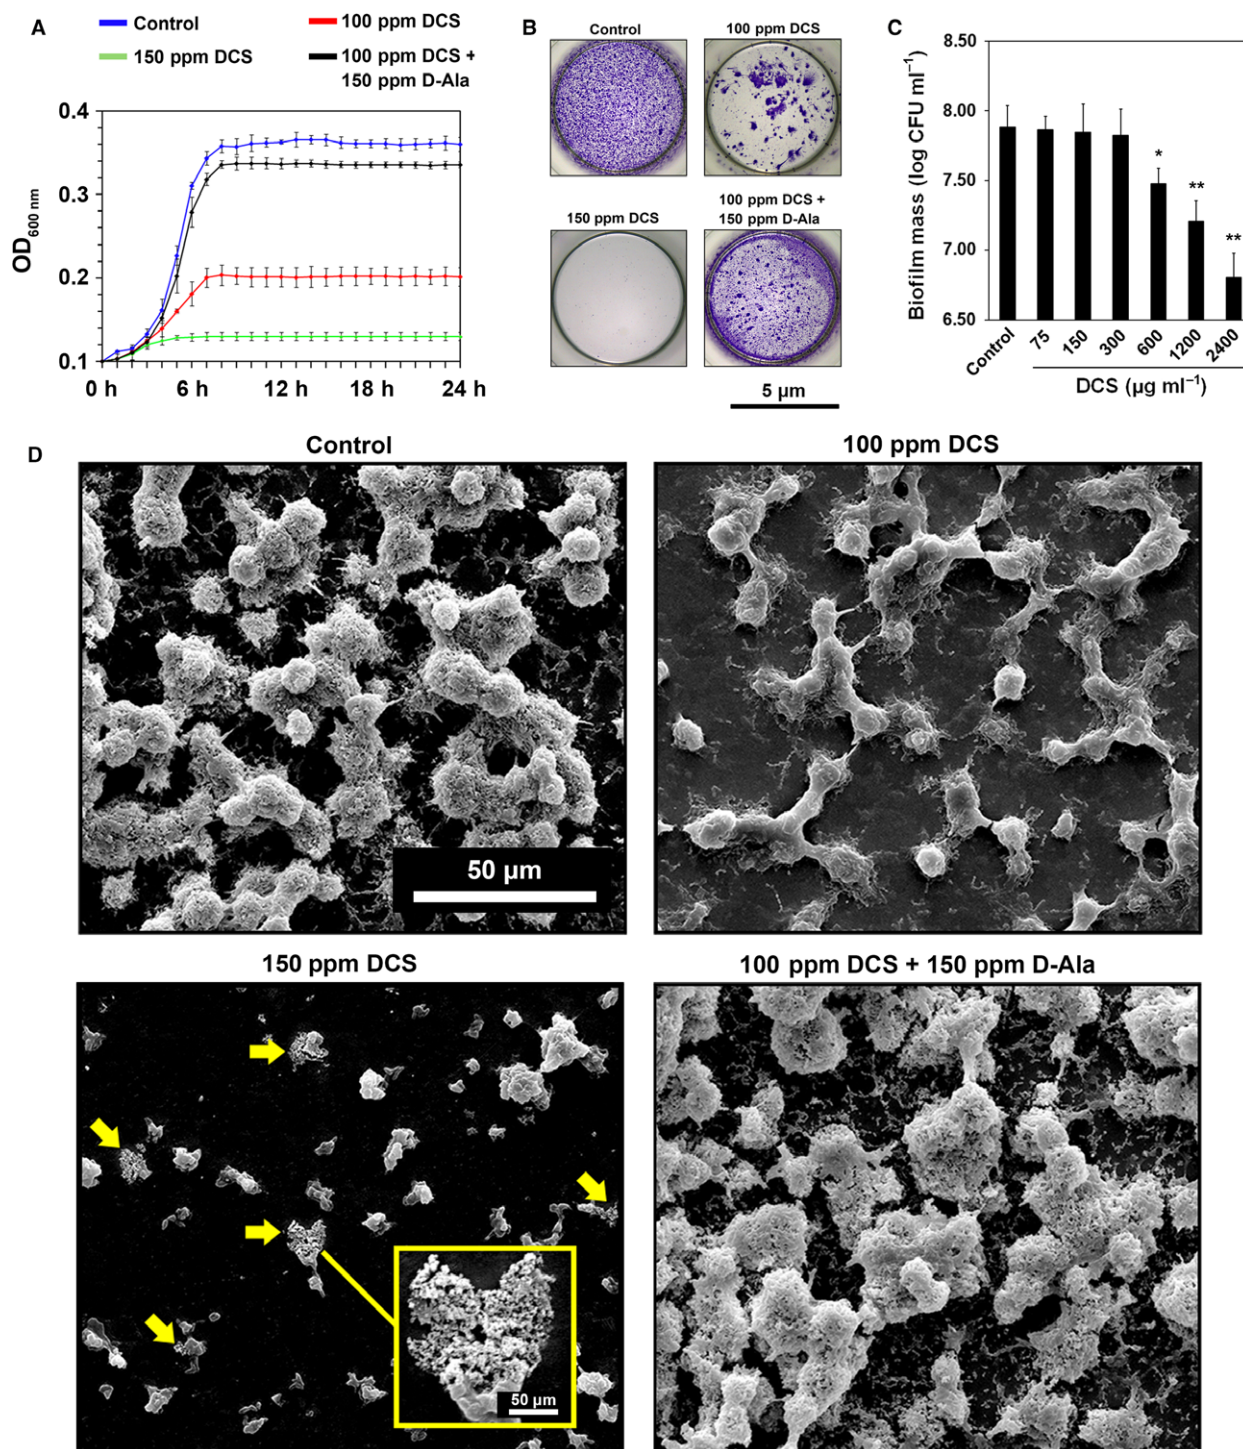 A
Control
100 ppm DCS
150 ppm DCS
100 ppm DCS +
150 ppm D-Ala
0.4
0.3
0.2
0.1
OD600 nm
0 h
6 h
12 h
18 h
24 h
B
Control
100 ppm DCS
150 ppm DCS
100 ppm DCS +
150 ppm D-Ala
5 µm
C
8.50
8.00
7.50
7.00
6.50
Biofilm mass (log CFU ml⁻¹)
*
**
**
Control
75
150
300
600
1200
2400
DCS (µg ml⁻¹)
D
Control
100 ppm DCS
50 µm
150 ppm DCS
100 ppm DCS + 150 ppm D-Ala
50 µm